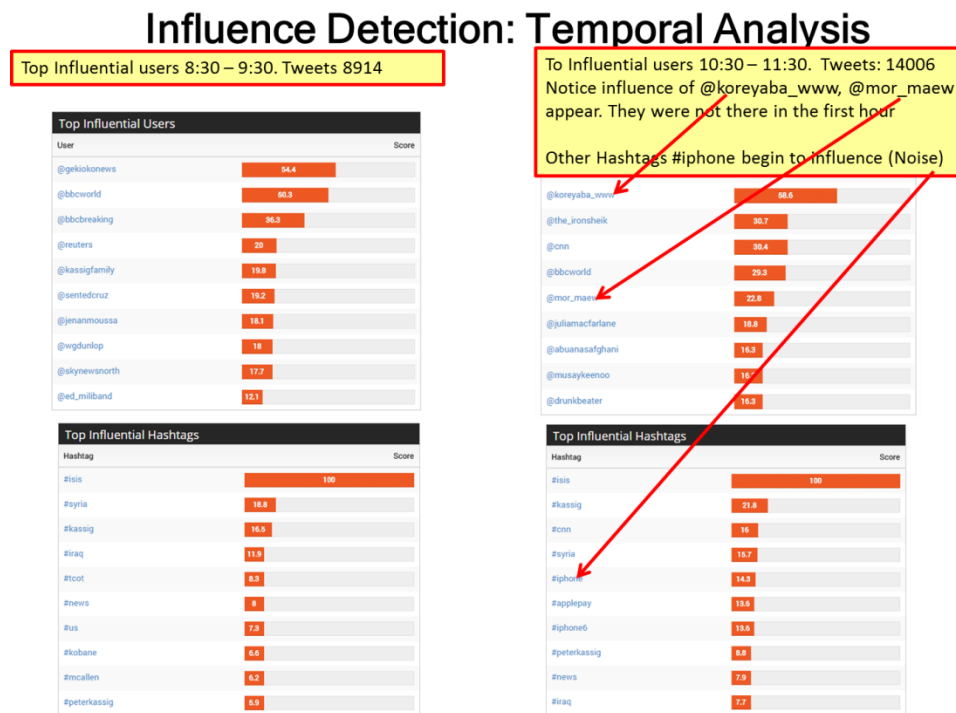 Influence Detection: Temporal Analysis
Top Influential users 8:30 – 9:30. Tweets 8914
To Influential users 10:30 – 11:30.  Tweets: 14006
Notice influence of @koreyaba_www, @mor_maew
appear. They were not there in the first hour
Other Hashtags #iphone begin to influence (Noise)
Top Influential Users
User Score
@gekiokonews 54.4
@bbcworld 50.3
@bbcbreaking 36.3
@reuters 20
@kassigfamily 19.8
@sentedcruz 19.2
@jenanmoussa 18.1
@wgdunlop 18
@skynewsnorth 17.7
@ed_miliband 12.1
@koreyaba_www 58.6
@the_ironsheik 30.7
@cnn 30.4
@bbcworld 29.3
@mor_maew 22.8
@juliamacfarlane 18.8
@abuanasafghani 16.3
@musaykeenoo
@drunkbeater 16.3
Top Influential Hashtags
Hashtag Score
#isis 100
#syria 18.8
#kassig 16.5
#iraq 11.9
#tcot 8.3
#news 8
#us 7.3
#kobane 6.6
#mcallen 6.2
#peterkassig 5.9
Top Influential Hashtags
Hashtag Score
#isis 100
#kassig 21.8
#cnn 16
#syria 15.7
#iphone 14.3
#applepay 13.6
#iphone6 13.6
#peterkassig 8.8
#news 7.9
#iraq 7.7